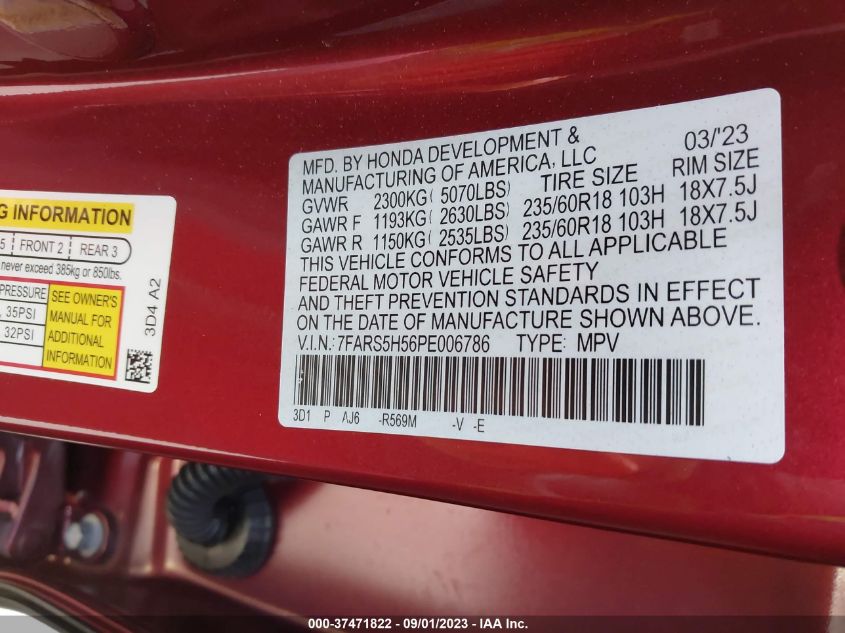 G INFORMATION
5 FRONT 2 REAR 3
never exceed 385kg or 850lbs.
PRESSURE
35PSI
32PSI
SEE OWNER'S
MANUAL FOR
ADDITIONAL
INFORMATION
3D4 A2
MFD. BY HONDA DEVELOPMENT & 03/'23
MANUFACTURING OF AMERICA, LLC
TIRE SIZE RIM SIZE
GVWR 2300KG( 5070LBS)
GAWR F 1193KG( 2630LBS) 235/60R18 103H 18X7.5J
GAWR R 1150KG( 2535LBS) 235/60R18 103H 18X7.5J
THIS VEHICLE CONFORMS TO ALL APPLICABLE
FEDERAL MOTOR VEHICLE SAFETY
AND THEFT PREVENTION STANDARDS IN EFFECT
ON THE DATE OF MANUFACTURE SHOWN ABOVE.
V.I.N.:7FARS5H56PE006786 TYPE: MPV
3D1 P AJ6 -R569M -V -E
000-37471822 - 09/01/2023 - IAA Inc.